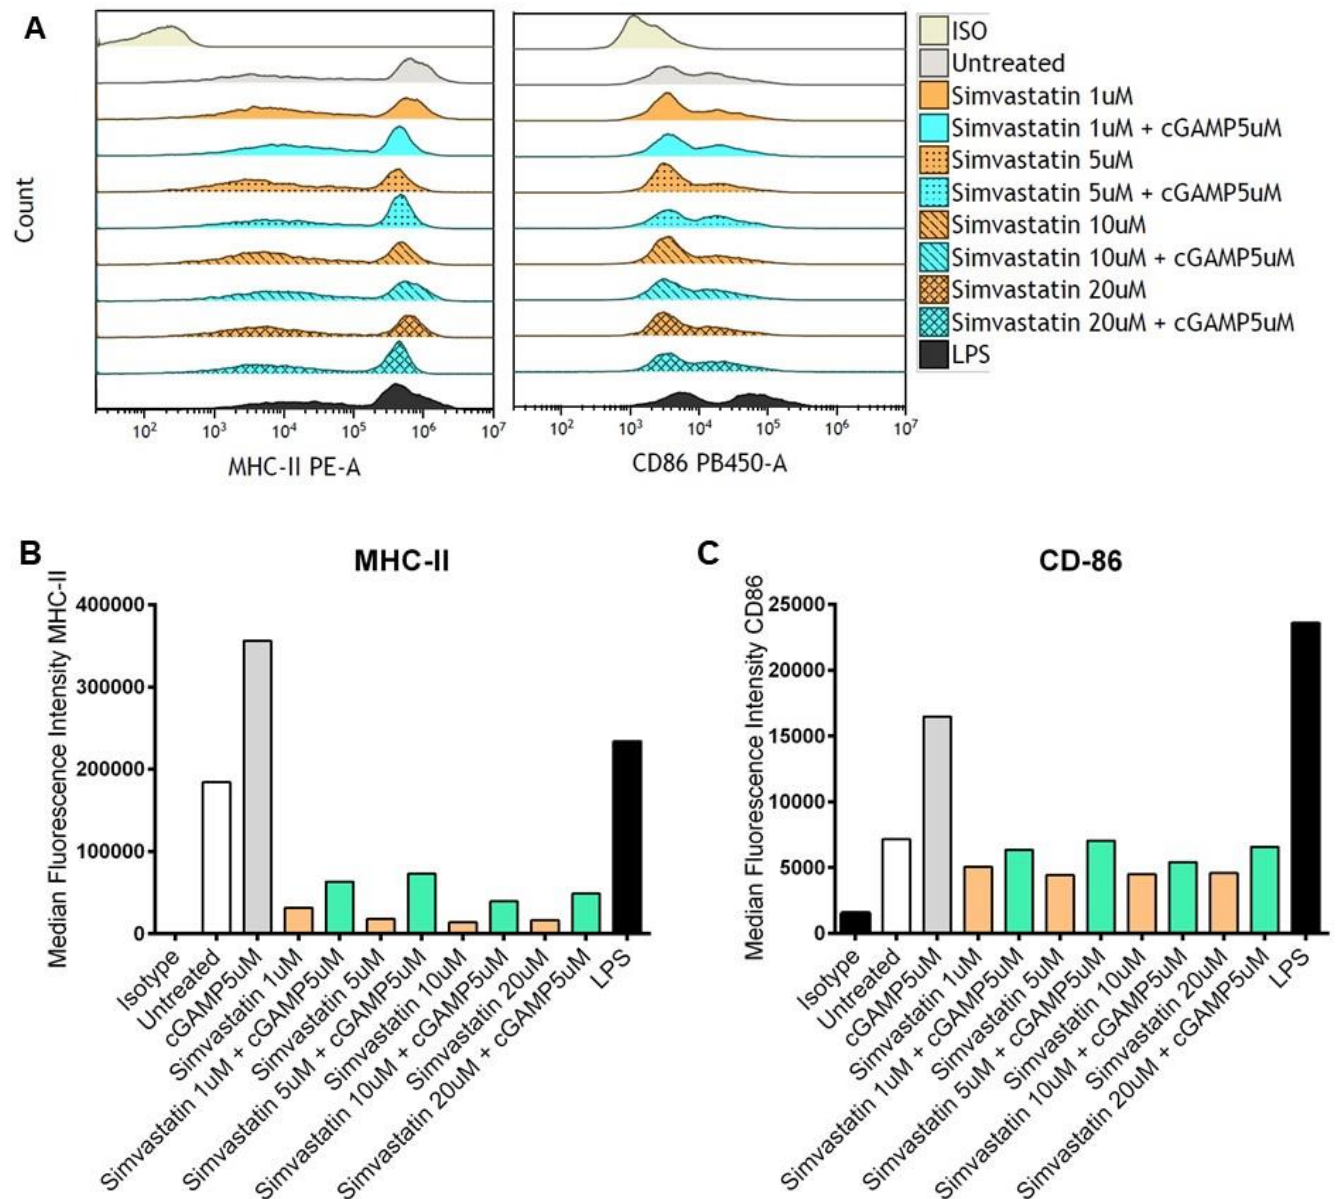 A
Count
10² 10³ 10⁴ 10⁵ 10⁶ 10⁷
MHC-II PE-A
10² 10³ 10⁴ 10⁵ 10⁶ 10⁷
CD86 PB450-A
ISO
Untreated
Simvastatin 1uM
Simvastatin 1uM + cGAMP5uM
Simvastatin 5uM
Simvastatin 5uM + cGAMP5uM
Simvastatin 10uM
Simvastatin 10uM + cGAMP5uM
Simvastatin 20uM
Simvastatin 20uM + cGAMP5uM
LPS
B
MHC-II
Median Fluorescence Intensity MHC-II
400000
300000
200000
100000
0
Isotype
Untreated
cGAMP5uM
Simvastatin 1uM
Simvastatin 1uM + cGAMP5uM
Simvastatin 5uM
Simvastatin 5uM + cGAMP5uM
Simvastatin 10uM
Simvastatin 10uM + cGAMP5uM
Simvastatin 20uM
Simvastatin 20uM + cGAMP5uM
LPS
C
CD-86
Median Fluorescence Intensity CD86
25000
20000
15000
10000
5000
0
Isotype
Untreated
cGAMP5uM
Simvastatin 1uM
Simvastatin 1uM + cGAMP5uM
Simvastatin 5uM
Simvastatin 5uM + cGAMP5uM
Simvastatin 10uM
Simvastatin 10uM + cGAMP5uM
Simvastatin 20uM
Simvastatin 20uM + cGAMP5uM
LPS